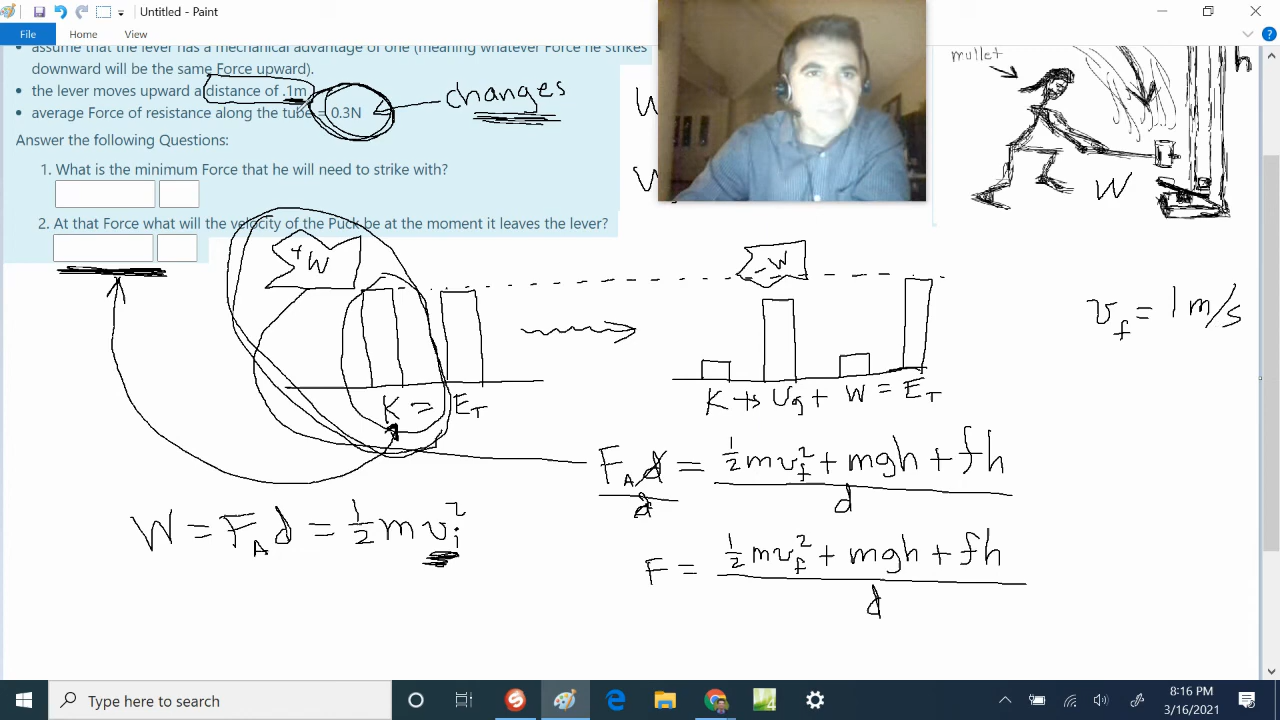 Untitled - Paint
File Home View
• assume that the lever has a mechanical advantage of one (meaning whatever Force he strikes
downward will be the same Force upward).
• the lever moves upward a distance of .1m
• average Force of resistance along the tube = 0.3N
changes
Answer the following Questions:
1. What is the minimum Force that he will need to strike with?
2. At that Force what will the velocity of the Puck be at the moment it leaves the lever?
W
W
mullet
h
W
+W
-W
v_f = 1 m/s
K = E_T
K → U_g + W = E_T
F_A d = ½mv_f² + mgh + fh
d d
W = F_A d = ½ m v_i²
F = ½mv_f² + mgh + fh
d
Type here to search
8:16 PM
3/16/2021